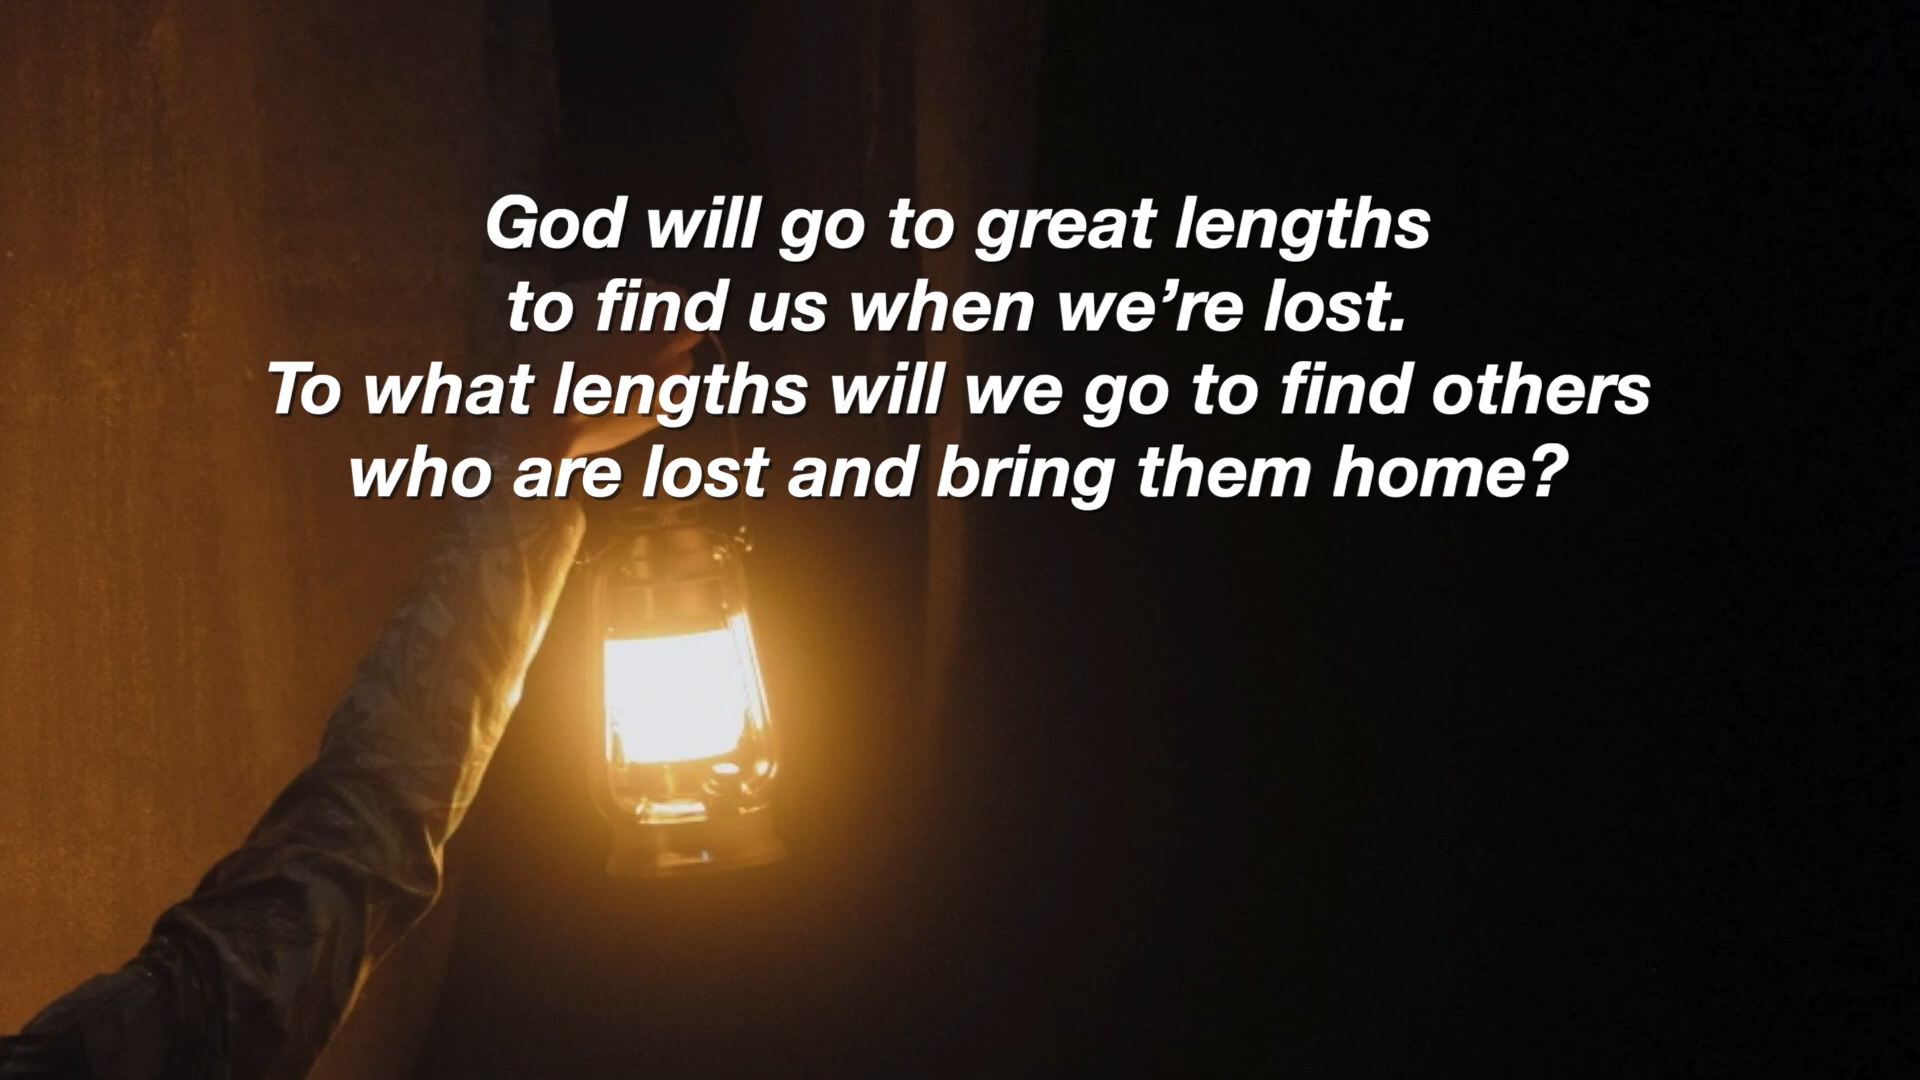 God will go to great lengths
to find us when we’re lost.
To what lengths will we go to find others
who are lost and bring them home?